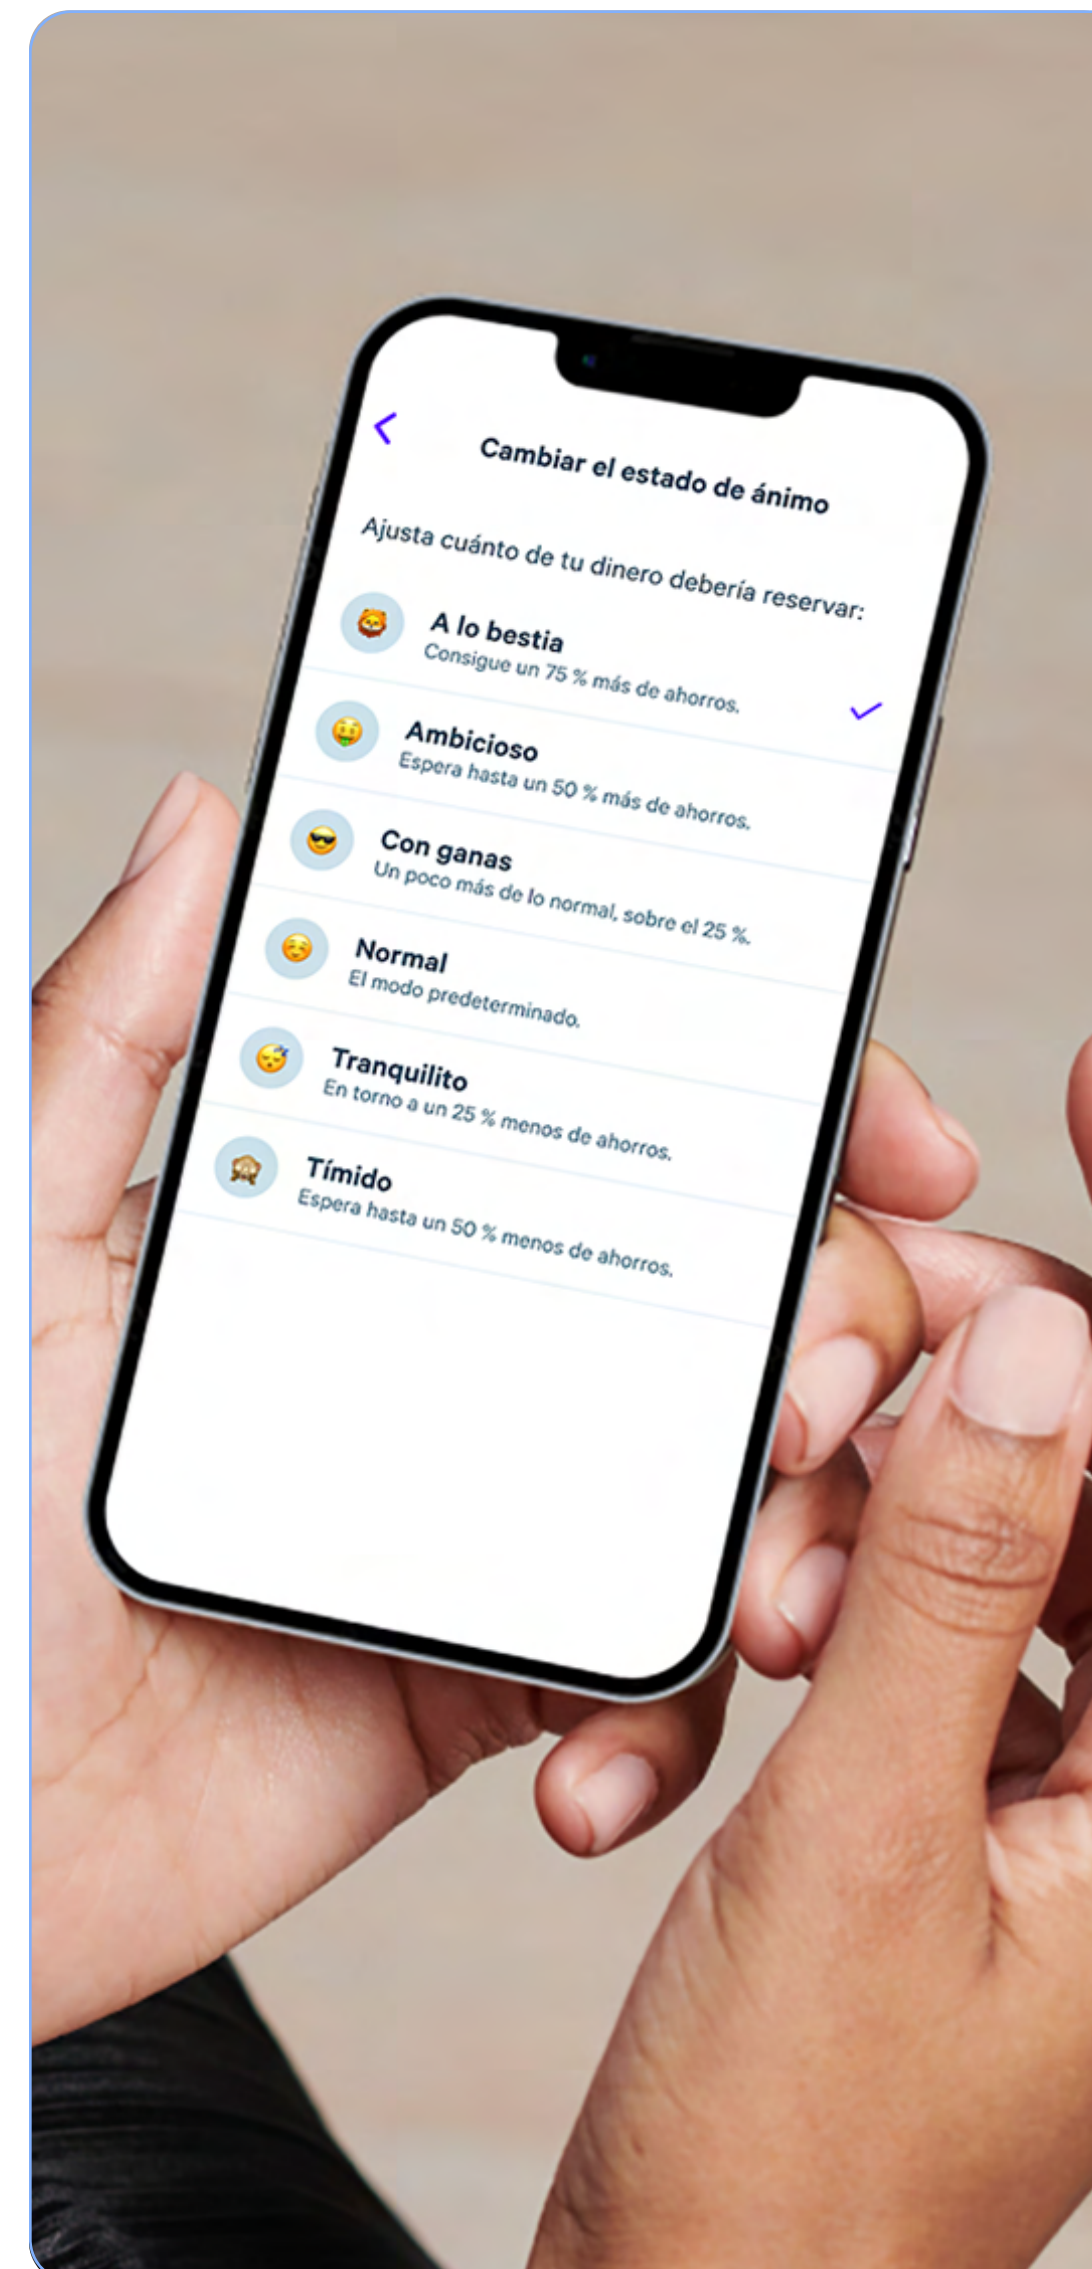 Cambiar el estado de ánimo
Ajusta cuánto de tu dinero debería reservar:
A lo bestia
Consigue un 75 % más de ahorros.
Ambicioso
Espera hasta un 50 % más de ahorros.
Con ganas
Un poco más de lo normal, sobre el 25 %.
Normal
El modo predeterminado.
Tranquilito
En torno a un 25 % menos de ahorros.
Tímido
Espera hasta un 50 % menos de ahorros.